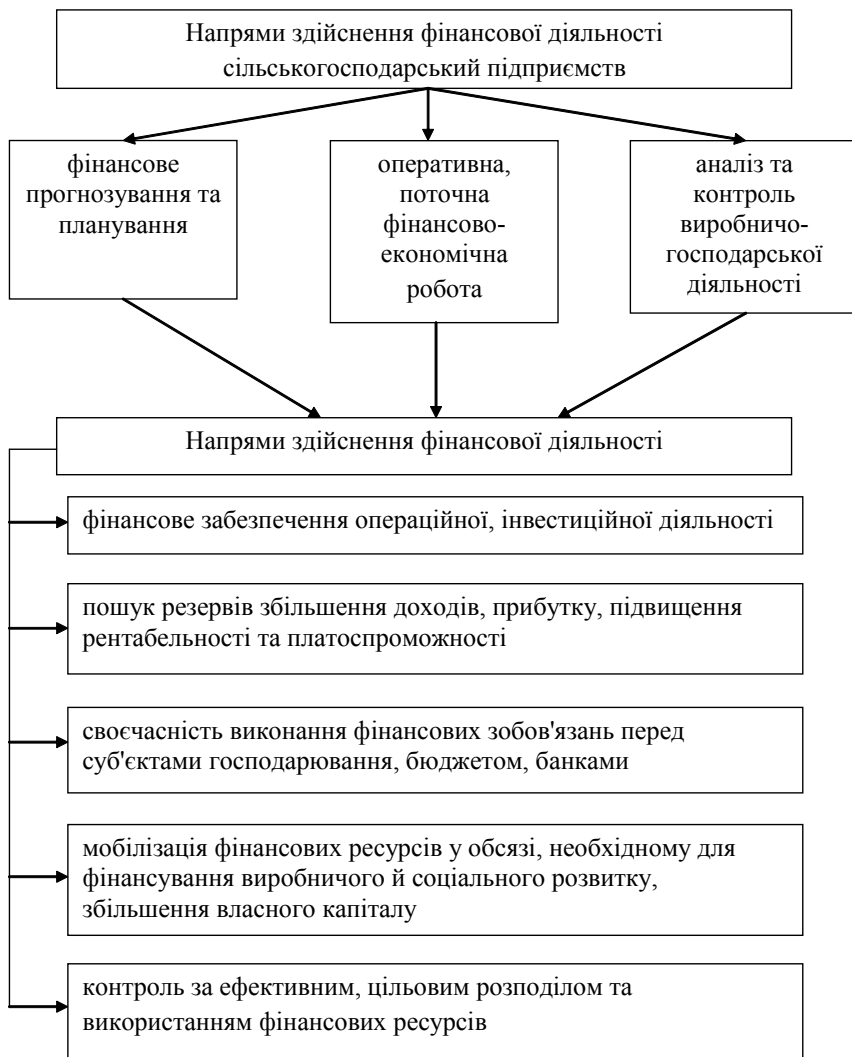 Напрями здійснення фінансової діяльності
сільськогосподарський підприємств
фінансове
прогнозування та
планування
оперативна,
поточна
фінансово-
економічна
робота
аналіз та
контроль
виробничо-
господарської
діяльності
Напрями здійснення фінансової діяльності
фінансове забезпечення операційної, інвестиційної діяльності
пошук резервів збільшення доходів, прибутку, підвищення
рентабельності та платоспроможності
своєчасність виконання фінансових зобов'язань перед
суб'єктами господарювання, бюджетом, банками
мобілізація фінансових ресурсів у обсязі, необхідному для
фінансування виробничого й соціального розвитку,
збільшення власного капіталу
контроль за ефективним, цільовим розподілом та
використанням фінансових ресурсів